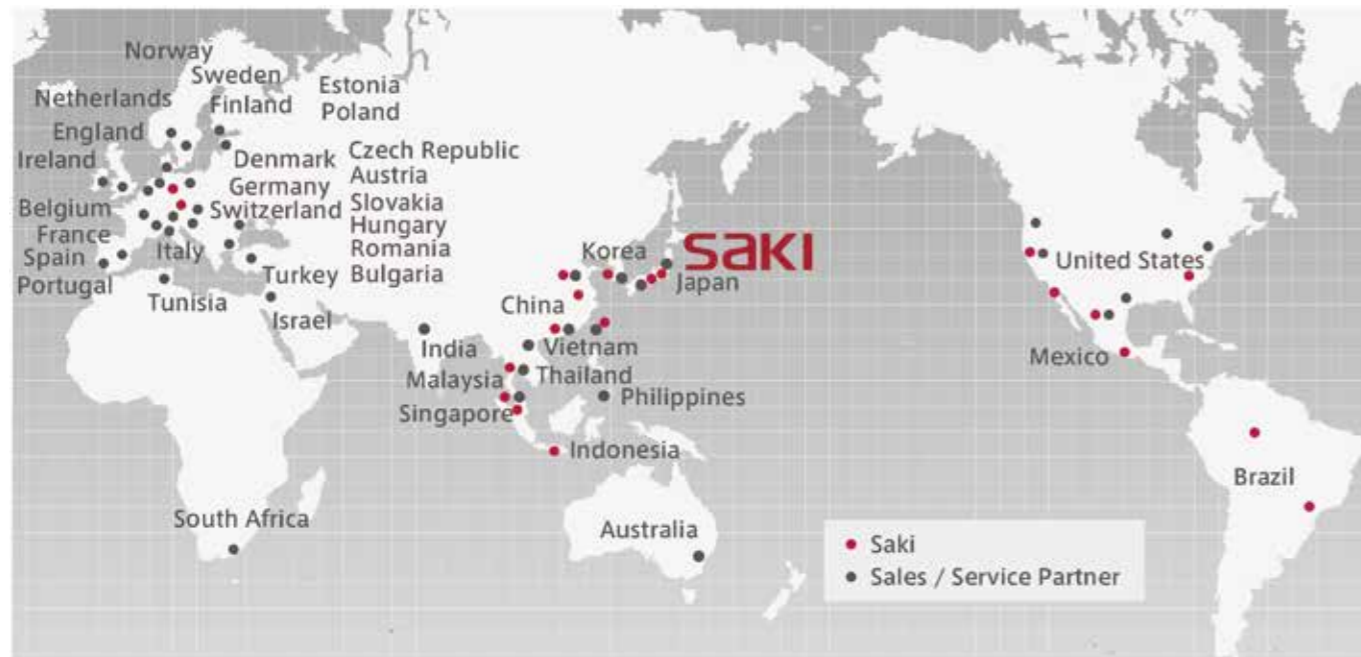 Norway
Sweden
Estonia
Netherlands
Finland
Poland
England
Ireland
Denmark
Czech Republic
Germany
Austria
Belgium
Switzerland
Slovakia
France
Hungary
Spain
Italy
Romania
Portugal
Turkey
Bulgaria
Tunisia
Israel
Korea
saki
Japan
China
India
Vietnam
Malaysia
Thailand
Singapore
Philippines
Indonesia
South Africa
Australia
United States
Mexico
Brazil
Saki
Sales / Service Partner